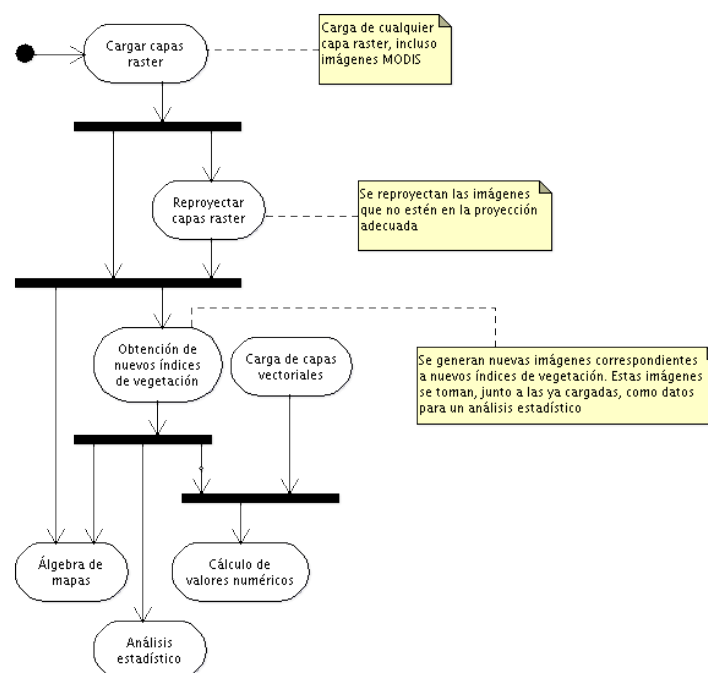 Cargar capas
raster
Carga de cualquier
capa raster, incluso
imágenes MODIS
Reproyectar
capas raster
Se reproyectan las imágenes
que no estén en la proyección
adecuada
Obtención de
nuevos índices
de vegetación
Carga de capas
vectoriales
Se generan nuevas imágenes correspondientes
a nuevos índices de vegetación. Estas imágenes
se toman, junto a las ya cargadas, como datos
para un análisis estadístico
Álgebra de
mapas
Cálculo de
valores numéricos
Análisis
estadístico